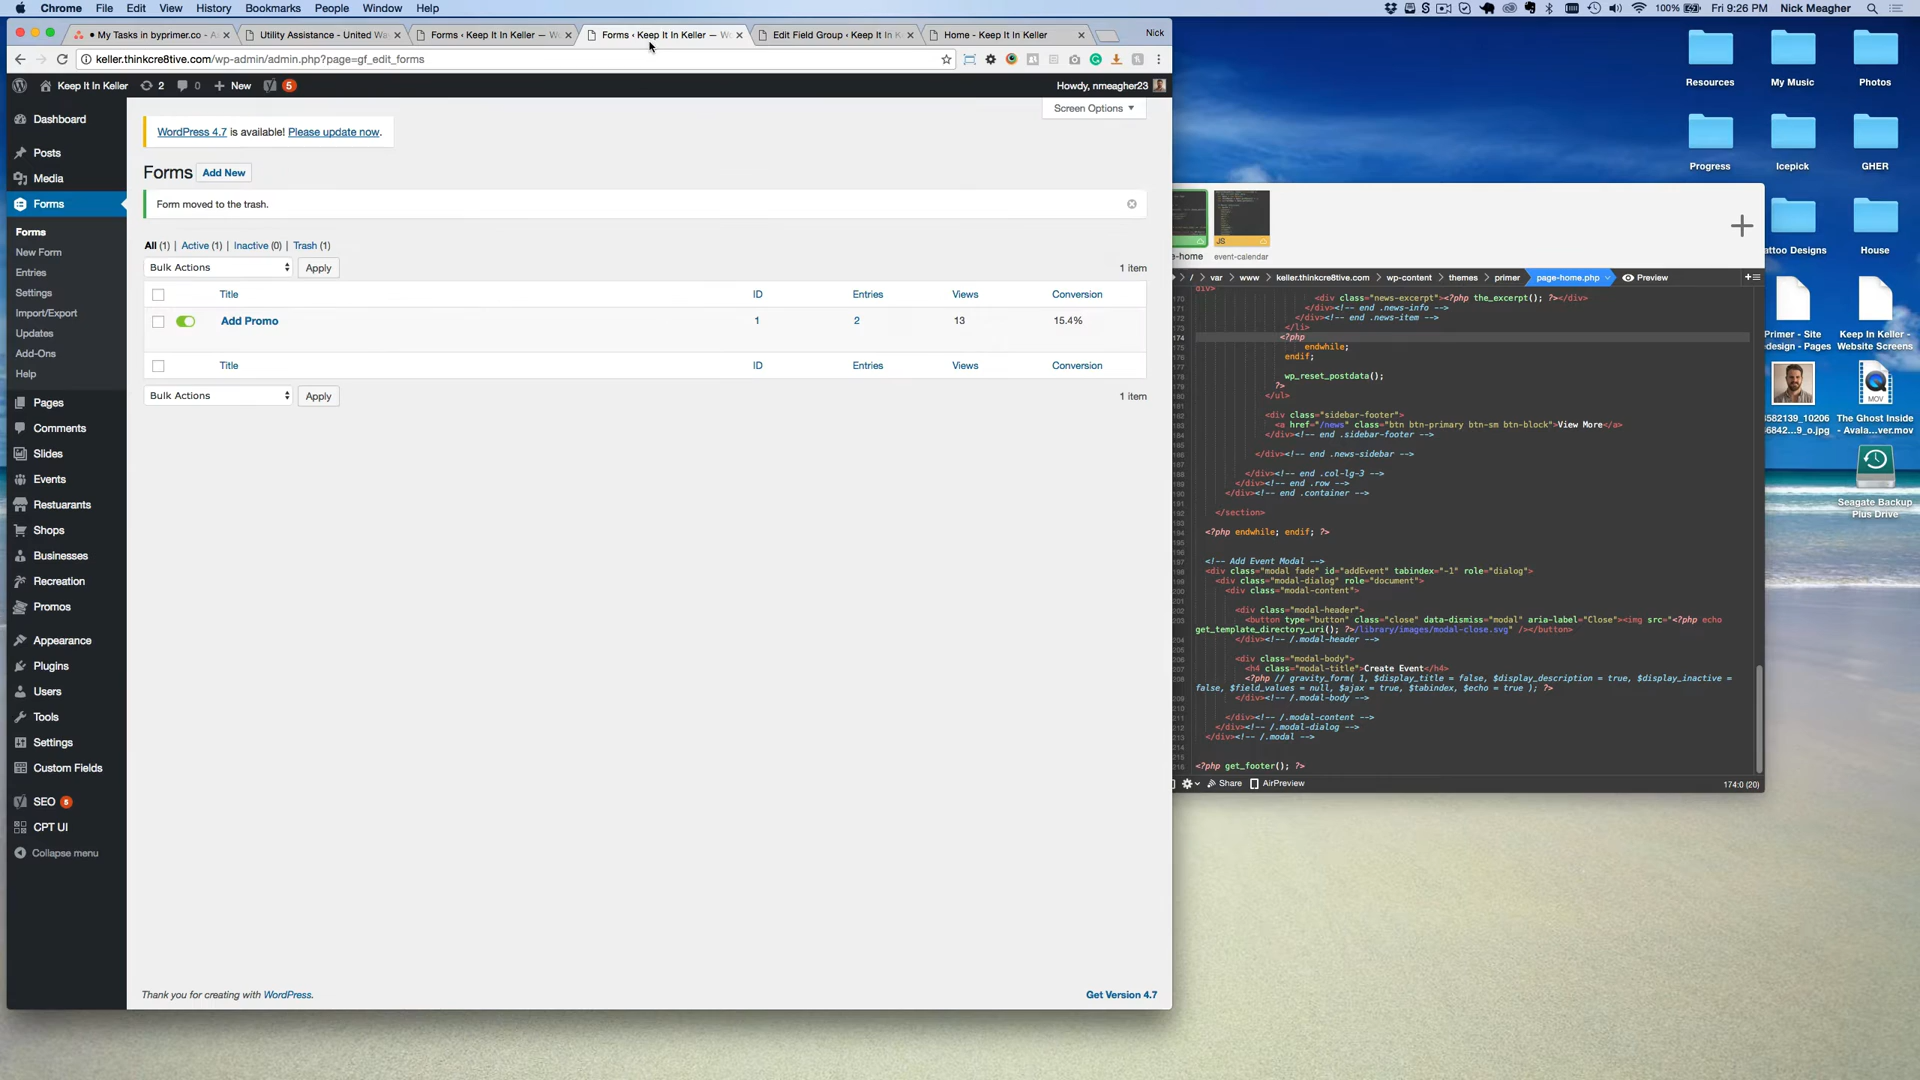 Chrome File Edit View History Bookmarks People Window Help
100% Fri 9:26 PM Nick Meagher
• My Tasks in byprimer.co - A
Utility Assistance - United Wa
Forms ‹ Keep It In Keller — W
Forms ‹ Keep It In Keller — W
Edit Field Group ‹ Keep It In K
Home - Keep It In Keller
Nick
keller.thinkcre8tive.com/wp-admin/admin.php?page=gf_edit_forms
Keep It In Keller 2 0 New 5
Howdy, nmeagher23
Screen Options
Dashboard
Posts
Media
Forms
Forms
New Form
Entries
Settings
Import/Export
Updates
Add-Ons
Help
Pages
Comments
Slides
Events
Restuarants
Shops
Businesses
Recreation
Promos
Appearance
Plugins
Users
Tools
Settings
Custom Fields
SEO 5
CPT UI
Collapse menu
WordPress 4.7 is available! Please update now.
Forms Add New
Form moved to the trash.
All (1) | Active (1) | Inactive (0) | Trash (1)
Bulk Actions Apply
1 item
Title ID Entries Views Conversion
Add Promo 1 2 13 15.4%
Title ID Entries Views Conversion
Bulk Actions Apply
1 item
Thank you for creating with WordPress.
Get Version 4.7
JS
-home event-calendar
/ var www keller.thinkcre8tive.com wp-content themes primer page-home.php Preview
div>
<div class="news-excerpt"><?php the_excerpt(); ?></div>
</div><!-- end .news-info -->
</div><!-- end .news-item -->
</li>
174 <?php
endwhile;
endif;
wp_reset_postdata();
?>
</ul>
<div class="sidebar-footer">
<a href="/news" class="btn btn-primary btn-sm btn-block">View More</a>
</div><!-- end .sidebar-footer -->
</div><!-- end .news-sidebar -->
</div><!-- end .col-lg-3 -->
</div><!-- end .row -->
</div><!-- end .container -->
</section>
<?php endwhile; endif; ?>
<!-- Add Event Modal -->
<div class="modal fade" id="addEvent" tabindex="-1" role="dialog">
<div class="modal-dialog" role="document">
<div class="modal-content">
<div class="modal-header">
<button type="button" class="close" data-dismiss="modal" aria-label="Close"><img src="<?php echo
get_template_directory_uri(); ?>/library/images/modal-close.svg" /></button>
</div><!-- /.modal-header -->
<div class="modal-body">
<h4 class="modal-title">Create Event</h4>
<?php // gravity_form( 1, $display_title = false, $display_description = true, $display_inactive =
false, $field_values = null, $ajax = true, $tabindex, $echo = true ); ?>
</div><!-- /.modal-body -->
</div><!-- /.modal-content -->
</div><!-- /.modal-dialog -->
</div><!-- /.modal -->
<?php get_footer(); ?>
Share AirPreview
174:0 (20)
Resources
My Music
Photos
Progress
Icepick
GHER
attoo Designs
House
Primer - Site
edesign - Pages
Keep In Keller -
Website Screens
MOV
582139_10206
6842...9_o.jpg
The Ghost Inside
- Avala...ver.mov
Seagate Backup
Plus Drive